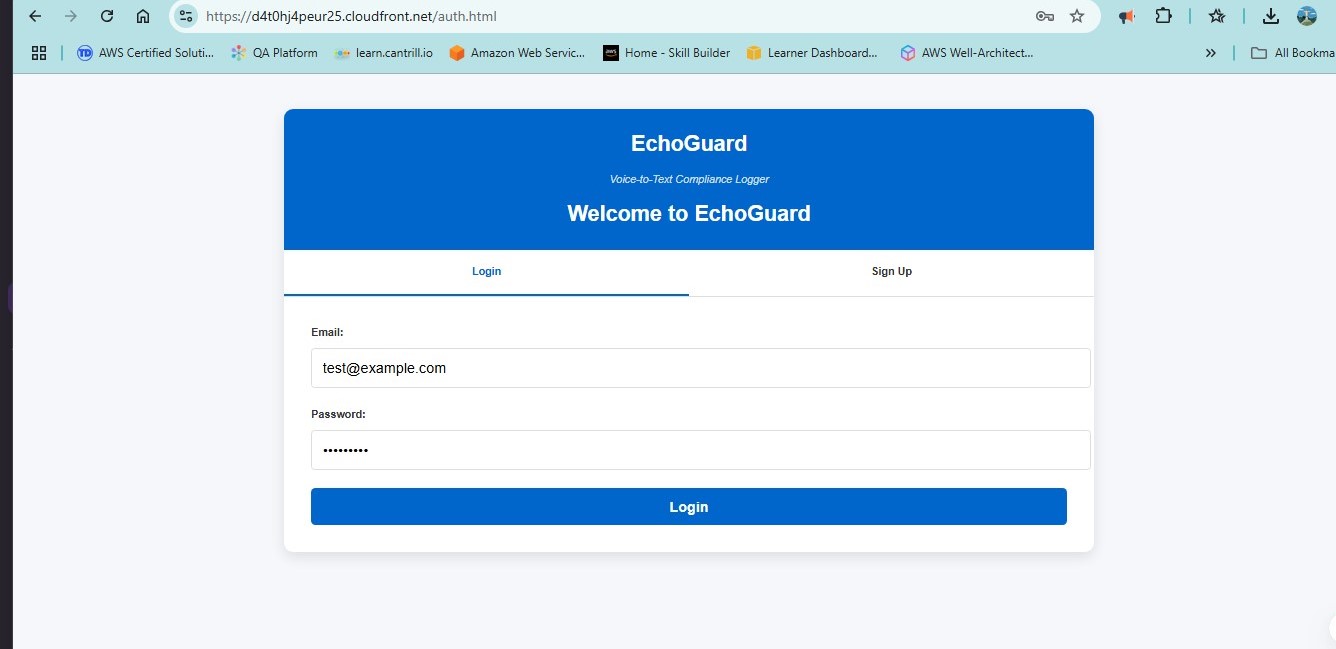 https://d4t0hj4peur25.cloudfront.net/auth.html
TD AWS Certified Soluti... QA Platform learn.cantrill.io Amazon Web Servic... aws Home - Skill Builder Learner Dashboard... AWS Well-Architect... » All Bookma
EchoGuard
Voice-to-Text Compliance Logger
Welcome to EchoGuard
Login Sign Up
Email:
test@example.com
Password:
•••••••••
Login